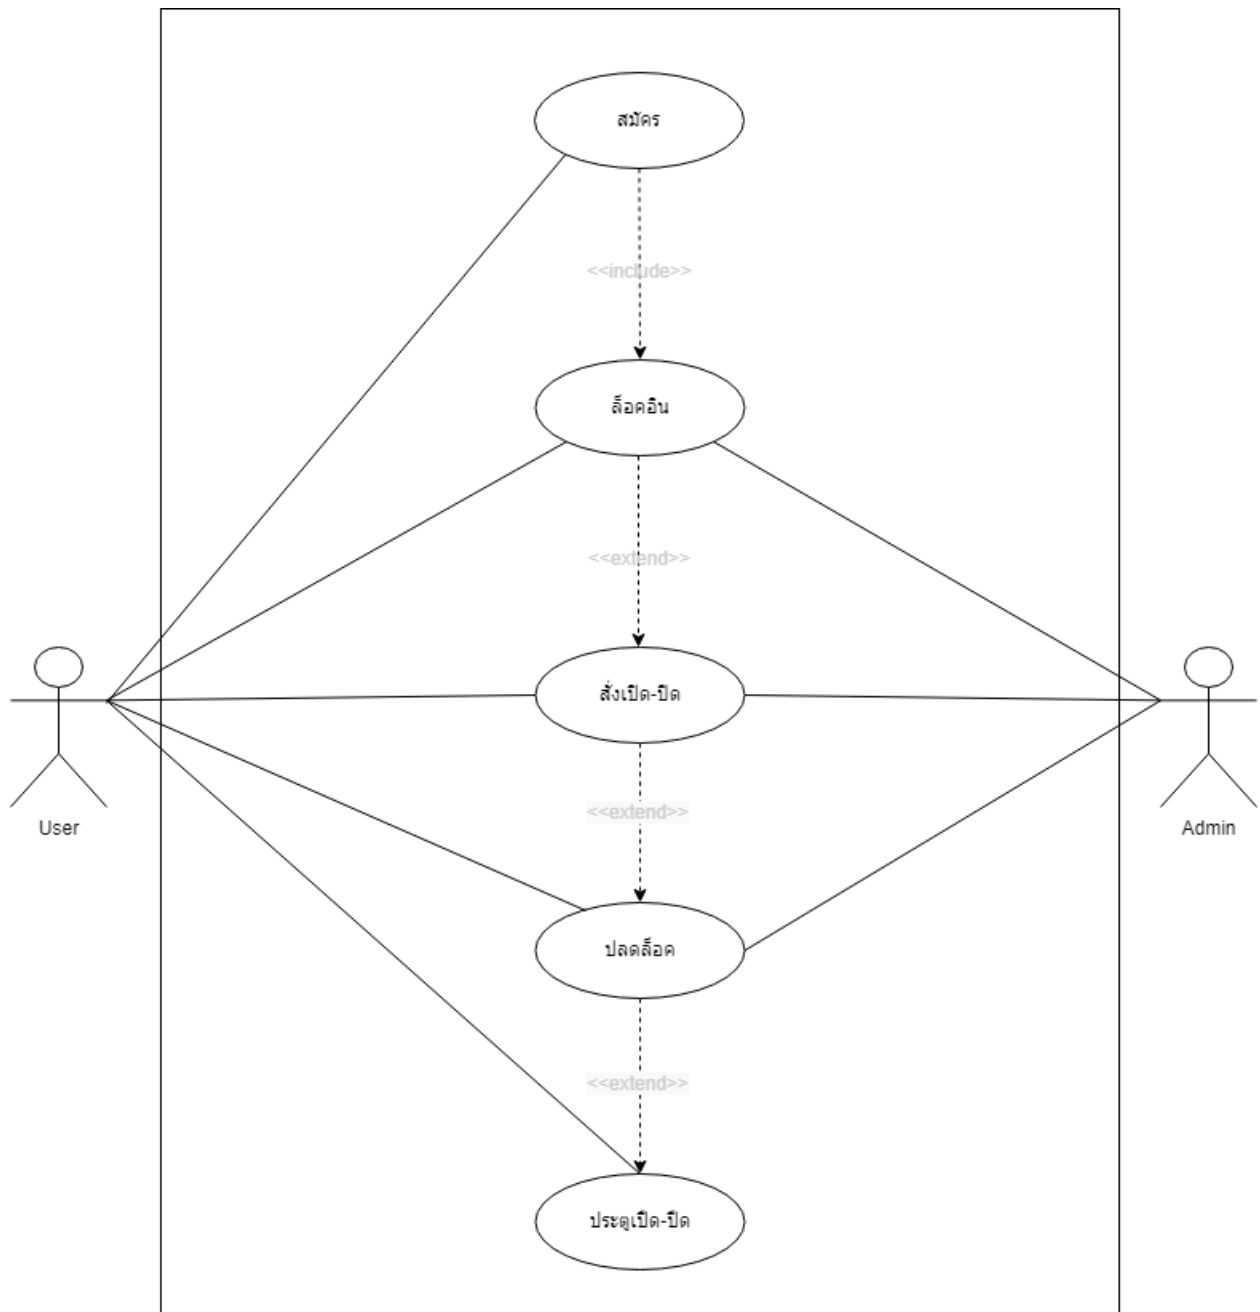 สมัคร
<<include>>
ล็อคอิน
<<extend>>
สั่งเปิด-ปิด
User
Admin
<<extend>>
ปลดล็อค
<<extend>>
ประตูเปิด-ปิด